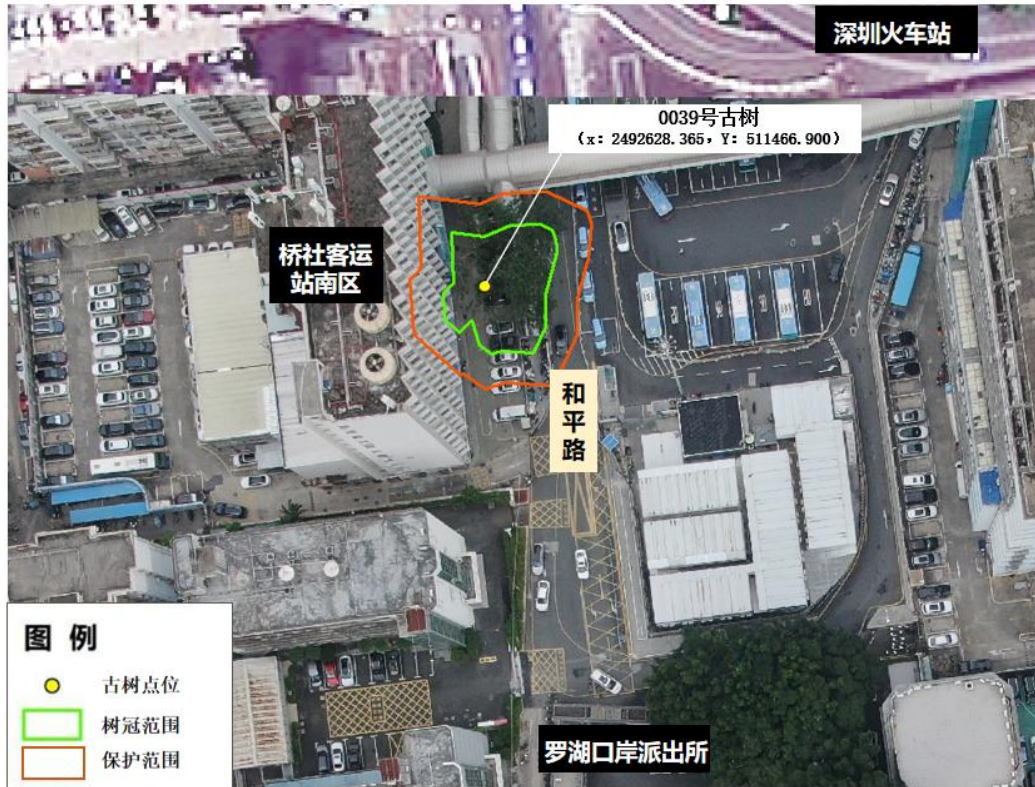 深圳火车站
0039号古树
（x：2492628.365，Y：511466.900）
桥社客运
站南区
和
平
路
图 例
古树点位
树冠范围
保护范围
罗湖口岸派出所